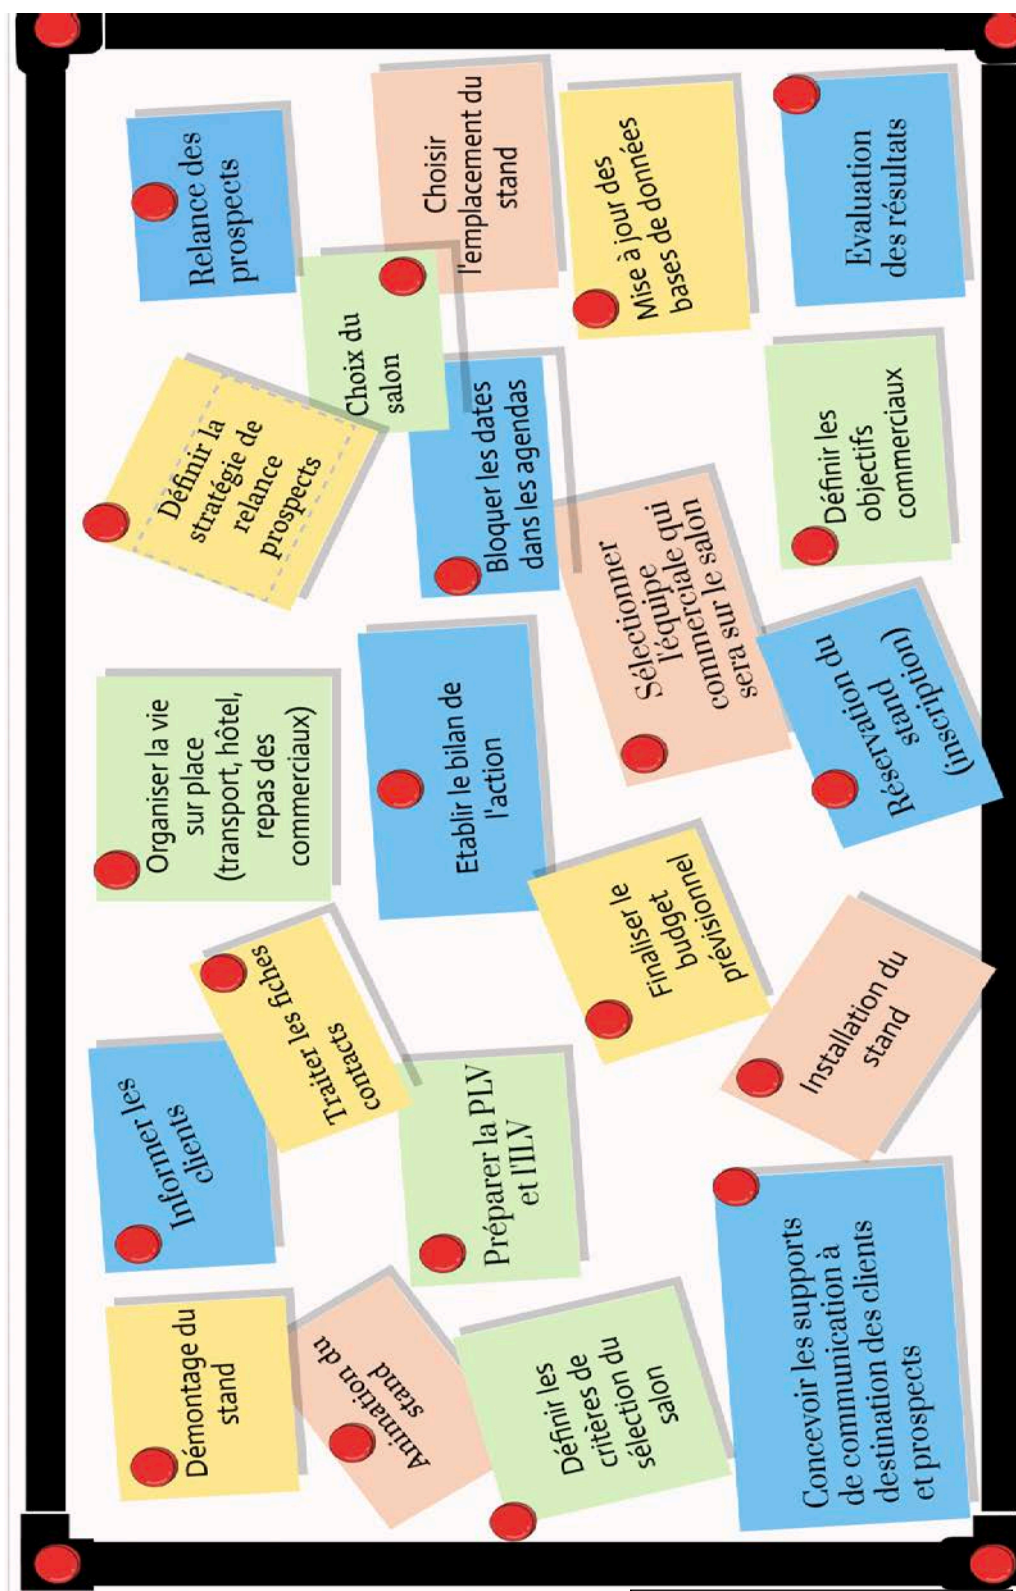 Démontage du
stand
Informer les
clients
Organiser la vie
sur place
(transport, hôtel,
repas des
commerciaux)
Définir la
stratégie de
relance
prospects
Relance des
prospects
Animation du
stand
Traiter les fiches
contacts
Choix du
salon
Choisir
l'emplacement du
stand
Définir les
critères de
sélection du
salon
Préparer la PLV
et l'ILV
Etablir le bilan de
l'action
Bloquer les dates
dans les agendas
Finaliser le
budget
prévisionnel
Sélectionner
l'équipe
commerciale qui
sera sur le salon
Mise à jour des
bases de données
Concevoir les supports
de communication à
destination des clients
et prospects
Installation du
stand
Réservation du
stand
(inscription)
Définir les
objectifs
commerciaux
Evaluation
des résultats